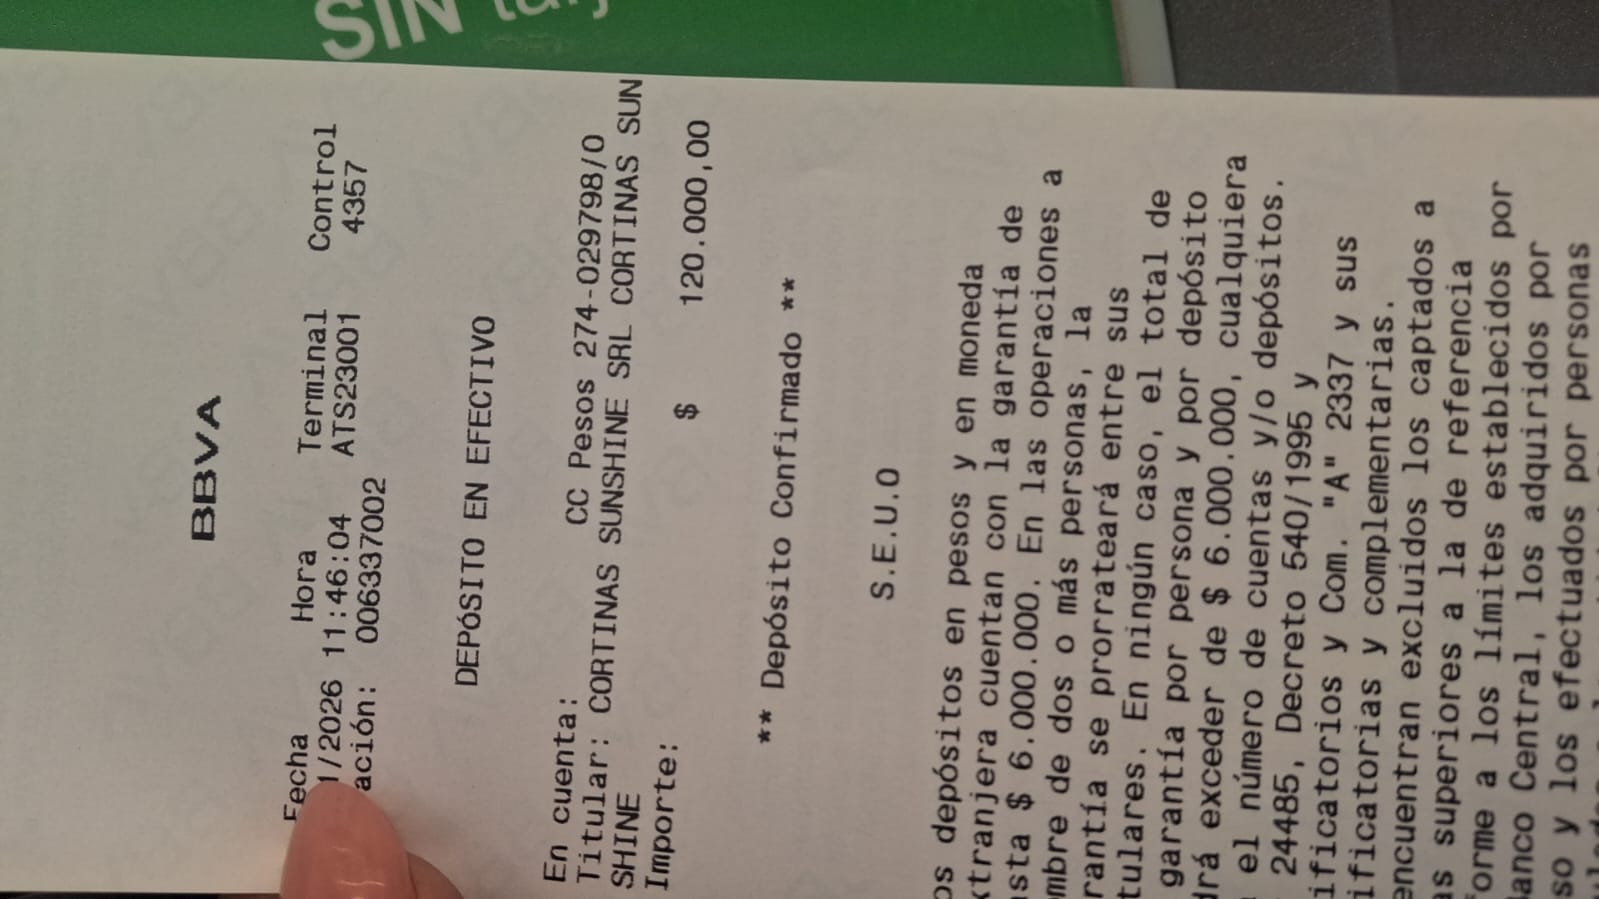 SIN
BBVA
Fecha Hora Terminal Control
1/2026 11:46:04 ATS23001 4357
ación: 006337002
DEPÓSITO EN EFECTIVO
En cuenta: CC Pesos 274-029798/0
Titular: CORTINAS SUNSHINE SRL CORTINAS SUN
SHINE
Importe: $ 120.000,00
** Depósito Confirmado **
S.E.U.O
os depósitos en pesos y en moneda
xtranjera cuentan con la garantía de
asta $ 6.000.000. En las operaciones a
ombre de dos o más personas, la
rantía se prorrateará entre sus
tulares. En ningún caso, el total de
garantía por persona y por depósito
drá exceder de $ 6.000.000, cualquiera
el número de cuentas y/o depósitos.
24485, Decreto 540/1995 y
ificatorios y Com. "A" 2337 y sus
ificatorias y complementarias.
encuentran excluidos los captados a
as superiores a la de referencia
forme a los límites establecidos por
Banco Central, los adquiridos por
so y los efectuados por personas